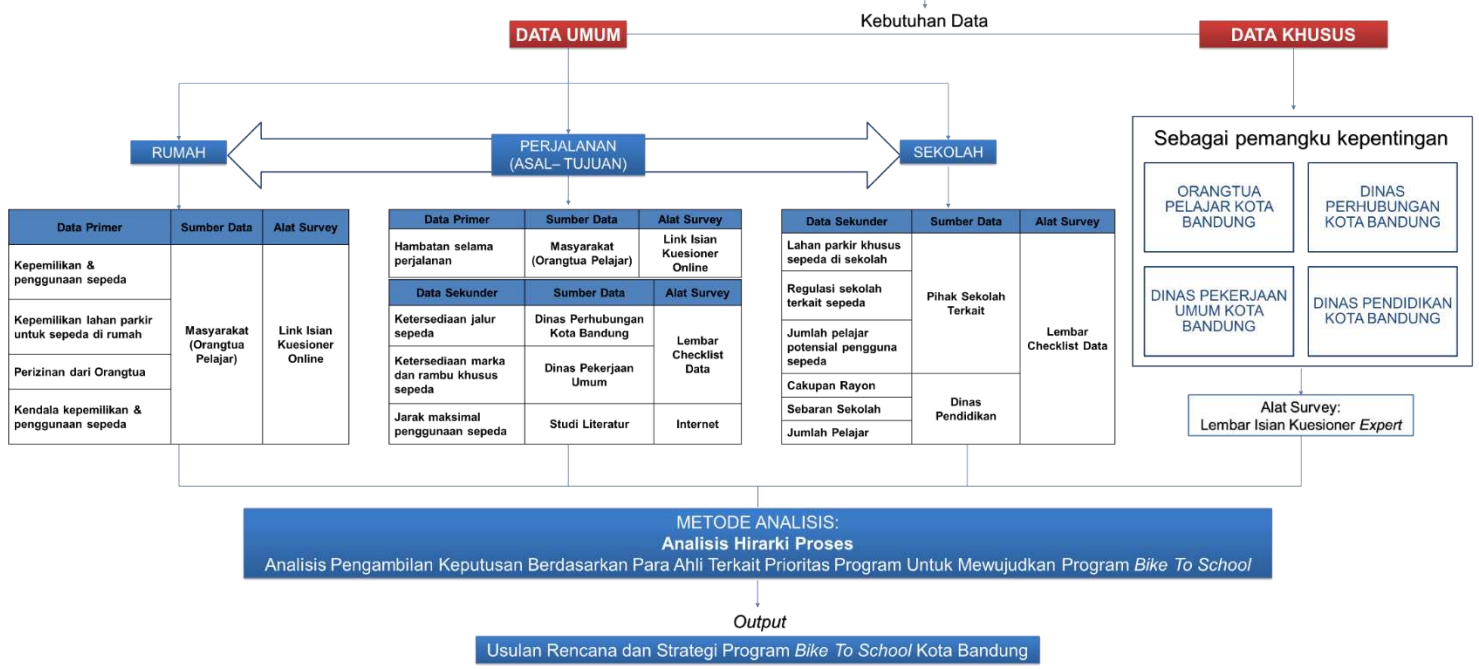 Kebutuhan Data
DATA UMUM
DATA KHUSUS
RUMAH
PERJALANAN
(ASAL– TUJUAN)
SEKOLAH
Data Primer
Sumber Data
Alat Survey
Kepemilikan &
penggunaan sepeda
Kepemilikan lahan parkir
untuk sepeda di rumah
Perizinan dari Orangtua
Kendala kepemilikan &
penggunaan sepeda
Masyarakat
(Orangtua
Pelajar)
Link Isian
Kuesioner
Online
Data Primer
Sumber Data
Alat Survey
Hambatan selama
perjalanan
Masyarakat
(Orangtua Pelajar)
Link Isian
Kuesioner
Online
Data Sekunder
Sumber Data
Alat Survey
Ketersediaan jalur
sepeda
Dinas Perhubungan
Kota Bandung
Ketersediaan marka
dan rambu khusus
sepeda
Dinas Pekerjaan
Umum
Lembar
Checklist
Data
Jarak maksimal
penggunaan sepeda
Studi Literatur
Internet
Data Sekunder
Sumber Data
Alat Survey
Lahan parkir khusus
sepeda di sekolah
Regulasi sekolah
terkait sepeda
Jumlah pelajar
potensial pengguna
sepeda
Pihak Sekolah
Terkait
Cakupan Rayon
Sebaran Sekolah
Jumlah Pelajar
Dinas
Pendidikan
Lembar
Checklist Data
Sebagai pemangku kepentingan
ORANGTUA
PELAJAR KOTA
BANDUNG
DINAS
PERHUBUNGAN
KOTA BANDUNG
DINAS PEKERJAAN
UMUM KOTA
BANDUNG
DINAS PENDIDIKAN
KOTA BANDUNG
Alat Survey:
Lembar Isian Kuesioner Expert
METODE ANALISIS:
Analisis Hirarki Proses
Analisis Pengambilan Keputusan Berdasarkan Para Ahli Terkait Prioritas Program Untuk Mewujudkan Program Bike To School
Output
Usulan Rencana dan Strategi Program Bike To School Kota Bandung